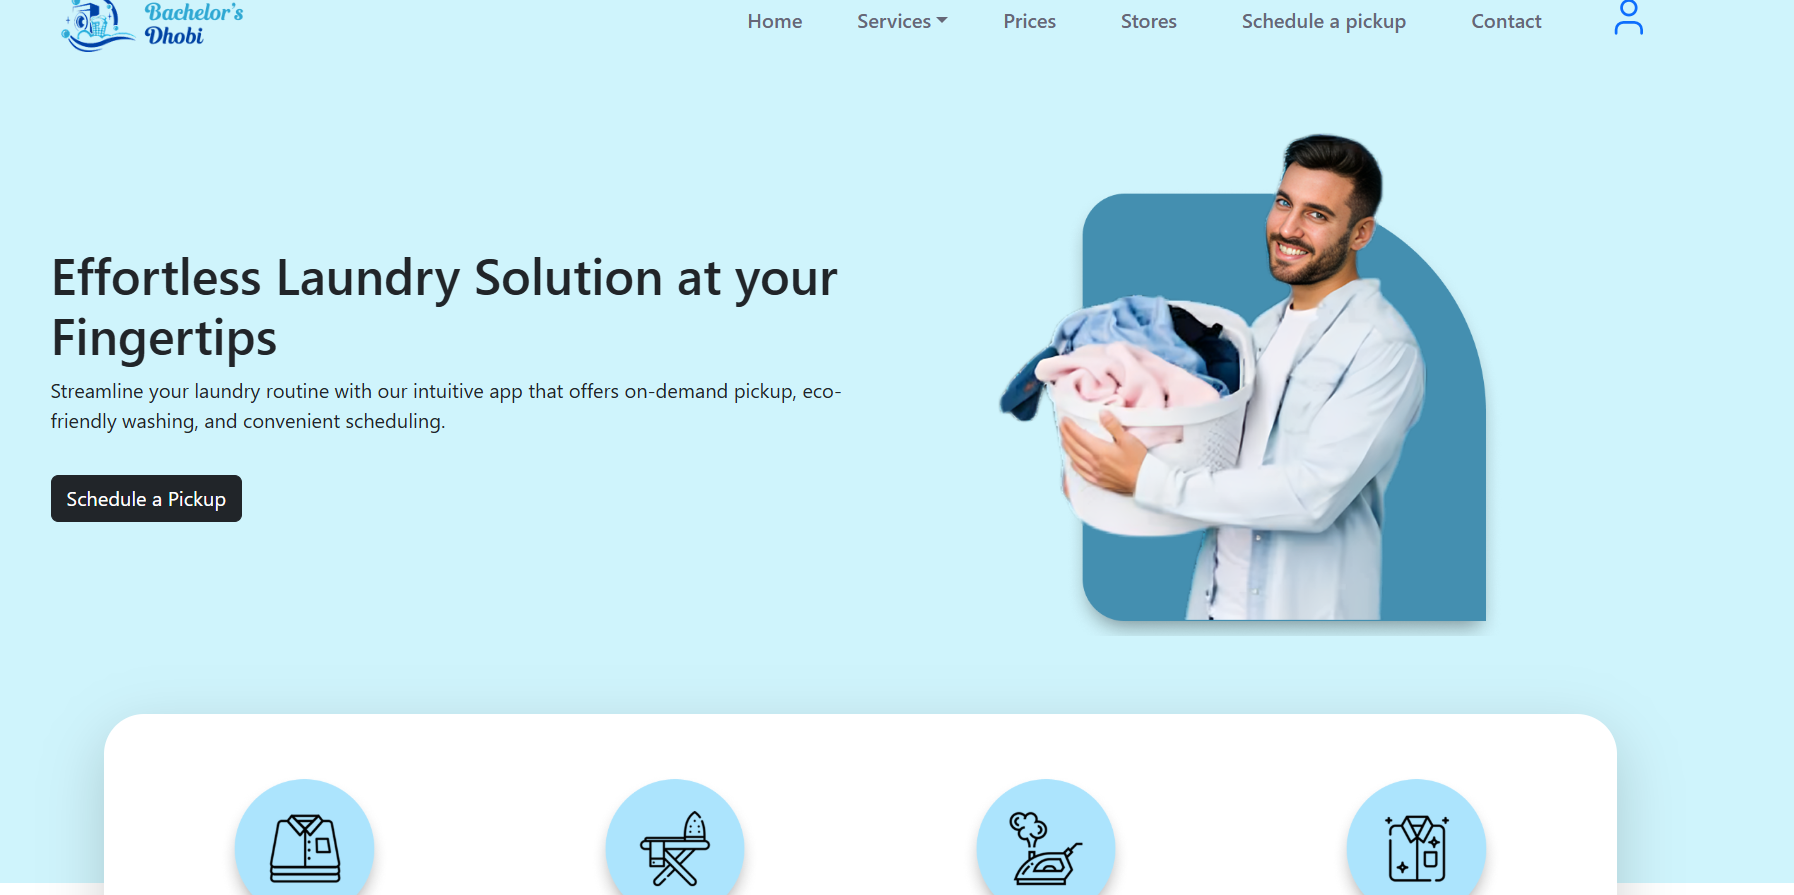 Bachelor's
Dhobi
Home Services Prices Stores Schedule a pickup Contact
Effortless Laundry Solution at your
Fingertips
Streamline your laundry routine with our intuitive app that offers on-demand pickup, eco-
friendly washing, and convenient scheduling.
Schedule a Pickup